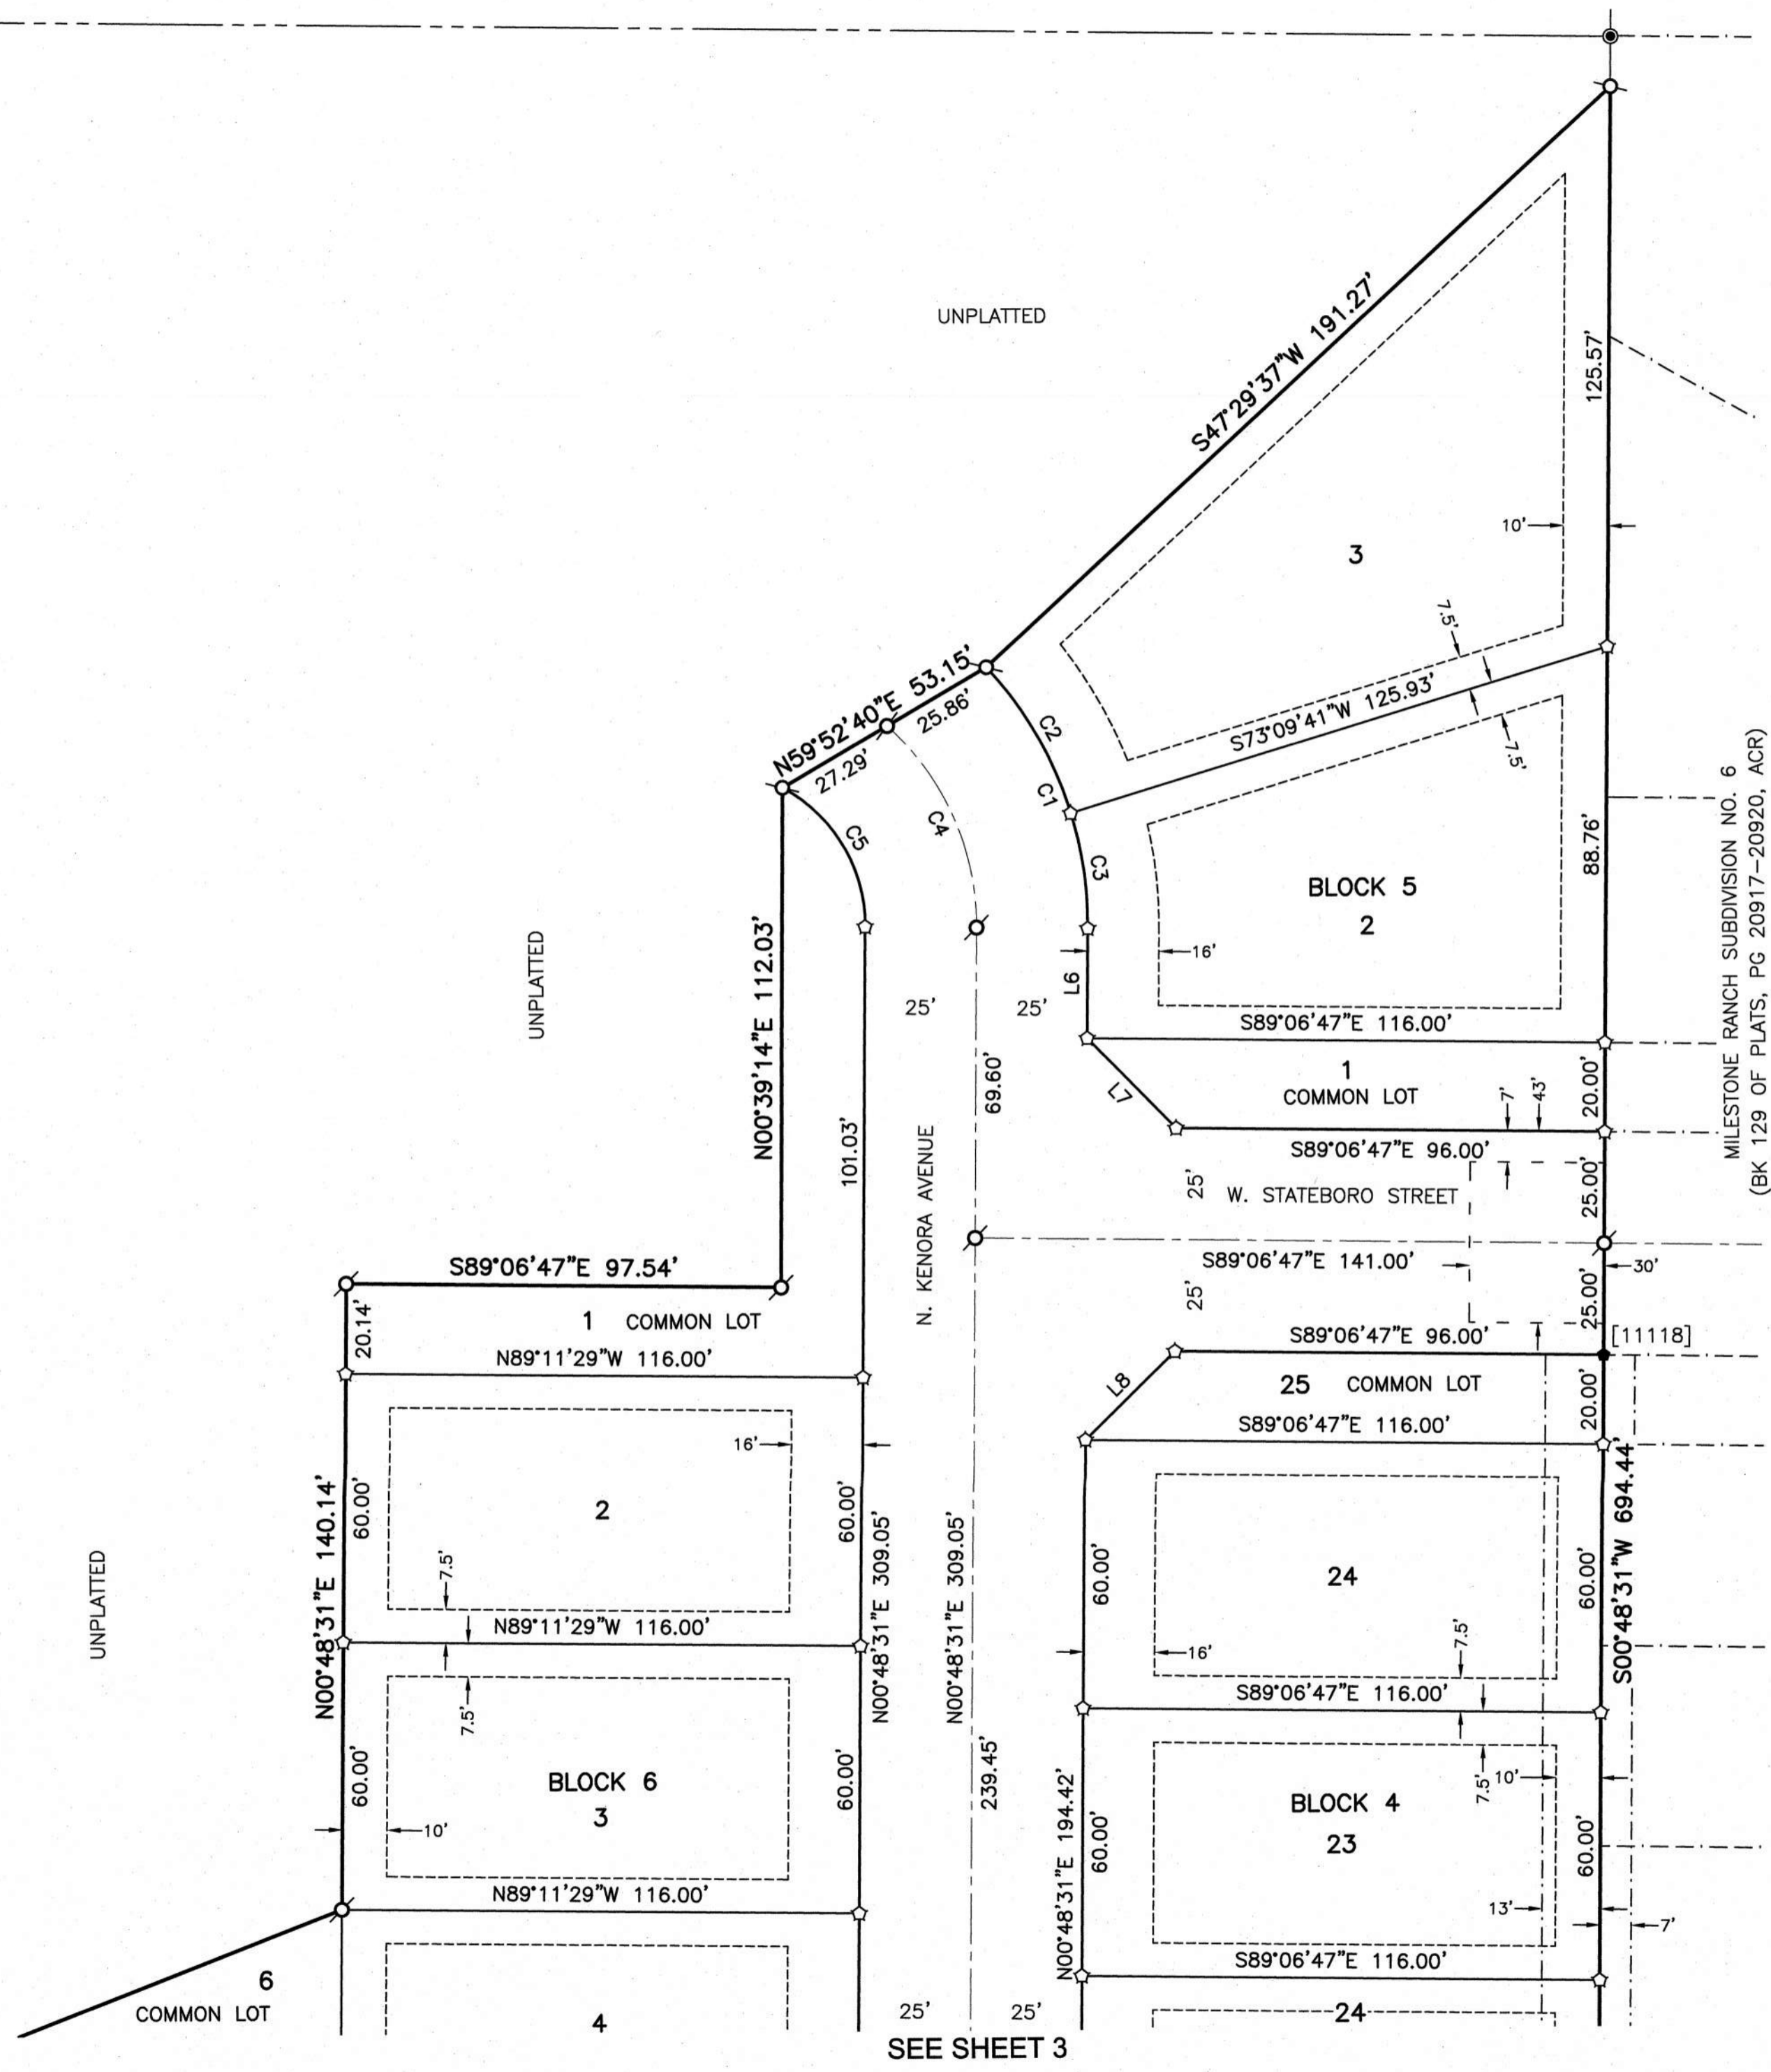 UNPLATTED
S47°29'37"W 191.27'
125.57'
10'
3
7.5'
N59°52'40"E 53.15'
25.86'
27.29'
C2
S73°09'41"W 125.93'
7.5'
C1
C4
C5
C3
BLOCK 5
2
88.76'
MILESTONE RANCH SUBDIVISION NO. 6
(BK 129 OF PLATS, PG 20917-20920, ACR)
UNPLATTED
N00°39'14"E 112.03'
16'
L6
25'
25'
S89°06'47"E 116.00'
69.60'
1
COMMON LOT
L7
7'
43'
20.00'
101.03'
N. KENORA AVENUE
S89°06'47"E 96.00'
25'
W. STATEBORO STREET
25.00'
S89°06'47"E 97.54'
S89°06'47"E 141.00'
30'
25'
25.00'
20.14'
1 COMMON LOT
S89°06'47"E 96.00'
[11118]
N89°11'29"W 116.00'
L8
25 COMMON LOT
20.00'
S89°06'47"E 116.00'
16'
UNPLATTED
N00°48'31"E 140.14'
60.00'
2
60.00'
N00°48'31"E 309.05'
N00°48'31"E 309.05'
60.00'
24
60.00'
S00°48'31"W 694.44'
7.5'
N89°11'29"W 116.00'
7.5'
7.5'
16'
S89°06'47"E 116.00'
7.5'
10'
60.00'
BLOCK 6
3
60.00'
239.45'
N00°48'31"E 194.42'
60.00'
BLOCK 4
23
60.00'
10'
N89°11'29"W 116.00'
13'
7'
S89°06'47"E 116.00'
6
COMMON LOT
4
25'
25'
24
SEE SHEET 3